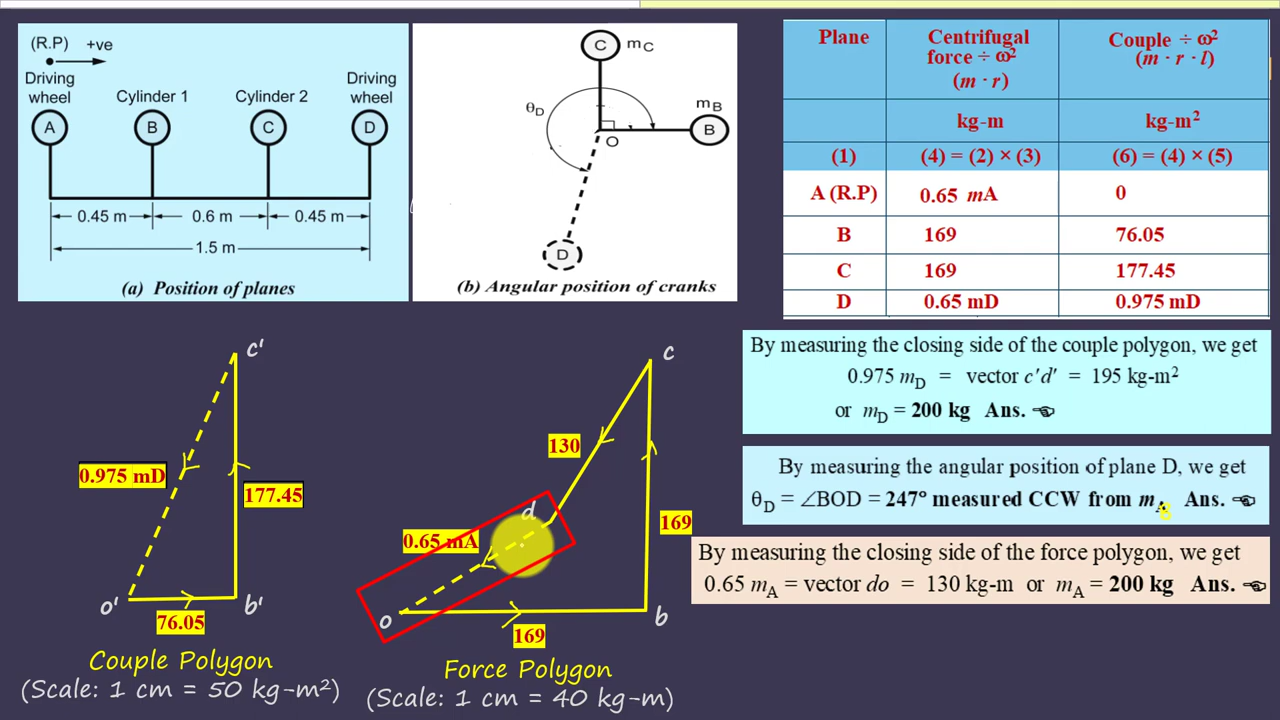 (R.P) +ve
Driving wheel
Cylinder 1
Cylinder 2
Driving wheel
A
B
C
D
0.45 m
0.6 m
0.45 m
1.5 m
(a) Position of planes
C
mC
θD
mB
B
O
D
(b) Angular position of cranks
Plane
Centrifugal force ÷ ω²
(m · r)
Couple ÷ ω²
(m · r · l)
kg-m
kg-m²
(1)
(4) = (2) × (3)
(6) = (4) × (5)
A (R.P) 0.65 mA 0
B 169 76.05
C 169 177.45
D 0.65 mD 0.975 mD
By measuring the closing side of the couple polygon, we get
0.975 mD = vector c'd' = 195 kg-m²
or mD = 200 kg Ans.
By measuring the angular position of plane D, we get
θD = ∠BOD = 247° measured CCW from m Ans.
By measuring the closing side of the force polygon, we get
0.65 mA = vector do = 130 kg-m or mA = 200 kg Ans.
c'
0.975 mD
177.45
o'
b'
76.05
Couple Polygon
(Scale: 1 cm = 50 kg-m²)
c
130
d
0.65 mA
169
o
b
169
Force Polygon
(Scale: 1 cm = 40 kg-m)